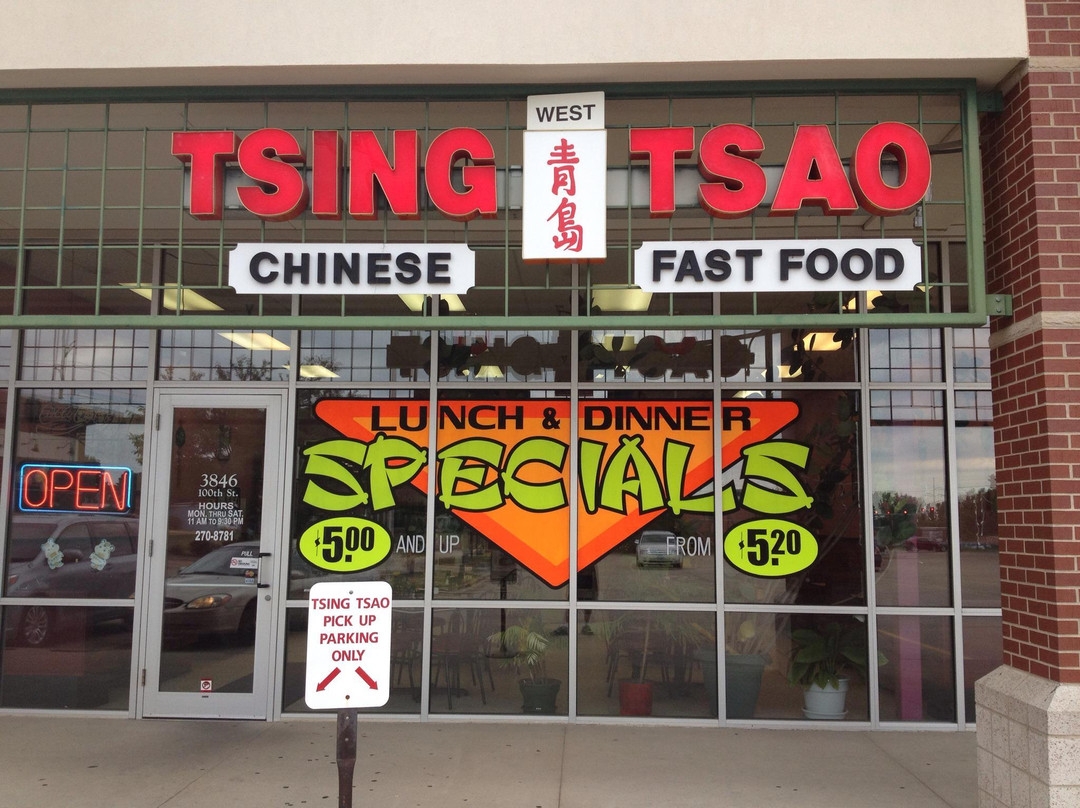 WEST
TSING TSAO
青島
CHINESE
FAST FOOD
LUNCH & DINNER
SPECIALS
$5.00 AND UP
FROM $5.20
OPEN
3846
100th St.
HOURS
MON. THRU SAT.
11 AM TO 9:30 PM
270-8781
PULL
TSING TSAO
PICK UP
PARKING
ONLY